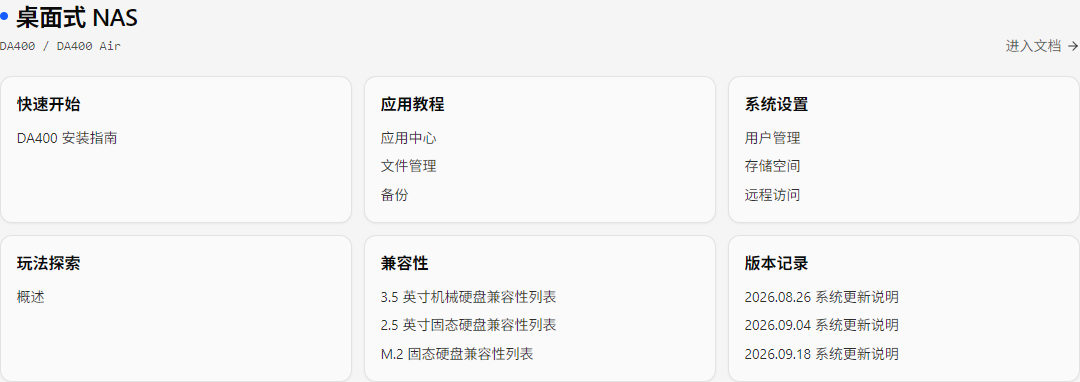 桌面式 NAS
DA400 / DA400 Air
进入文档 →
快速开始
DA400 安装指南
应用教程
应用中心
文件管理
备份
系统设置
用户管理
存储空间
远程访问
玩法探索
概述
兼容性
3.5 英寸机械硬盘兼容性列表
2.5 英寸固态硬盘兼容性列表
M.2 固态硬盘兼容性列表
版本记录
2026.08.26 系统更新说明
2026.09.04 系统更新说明
2026.09.18 系统更新说明